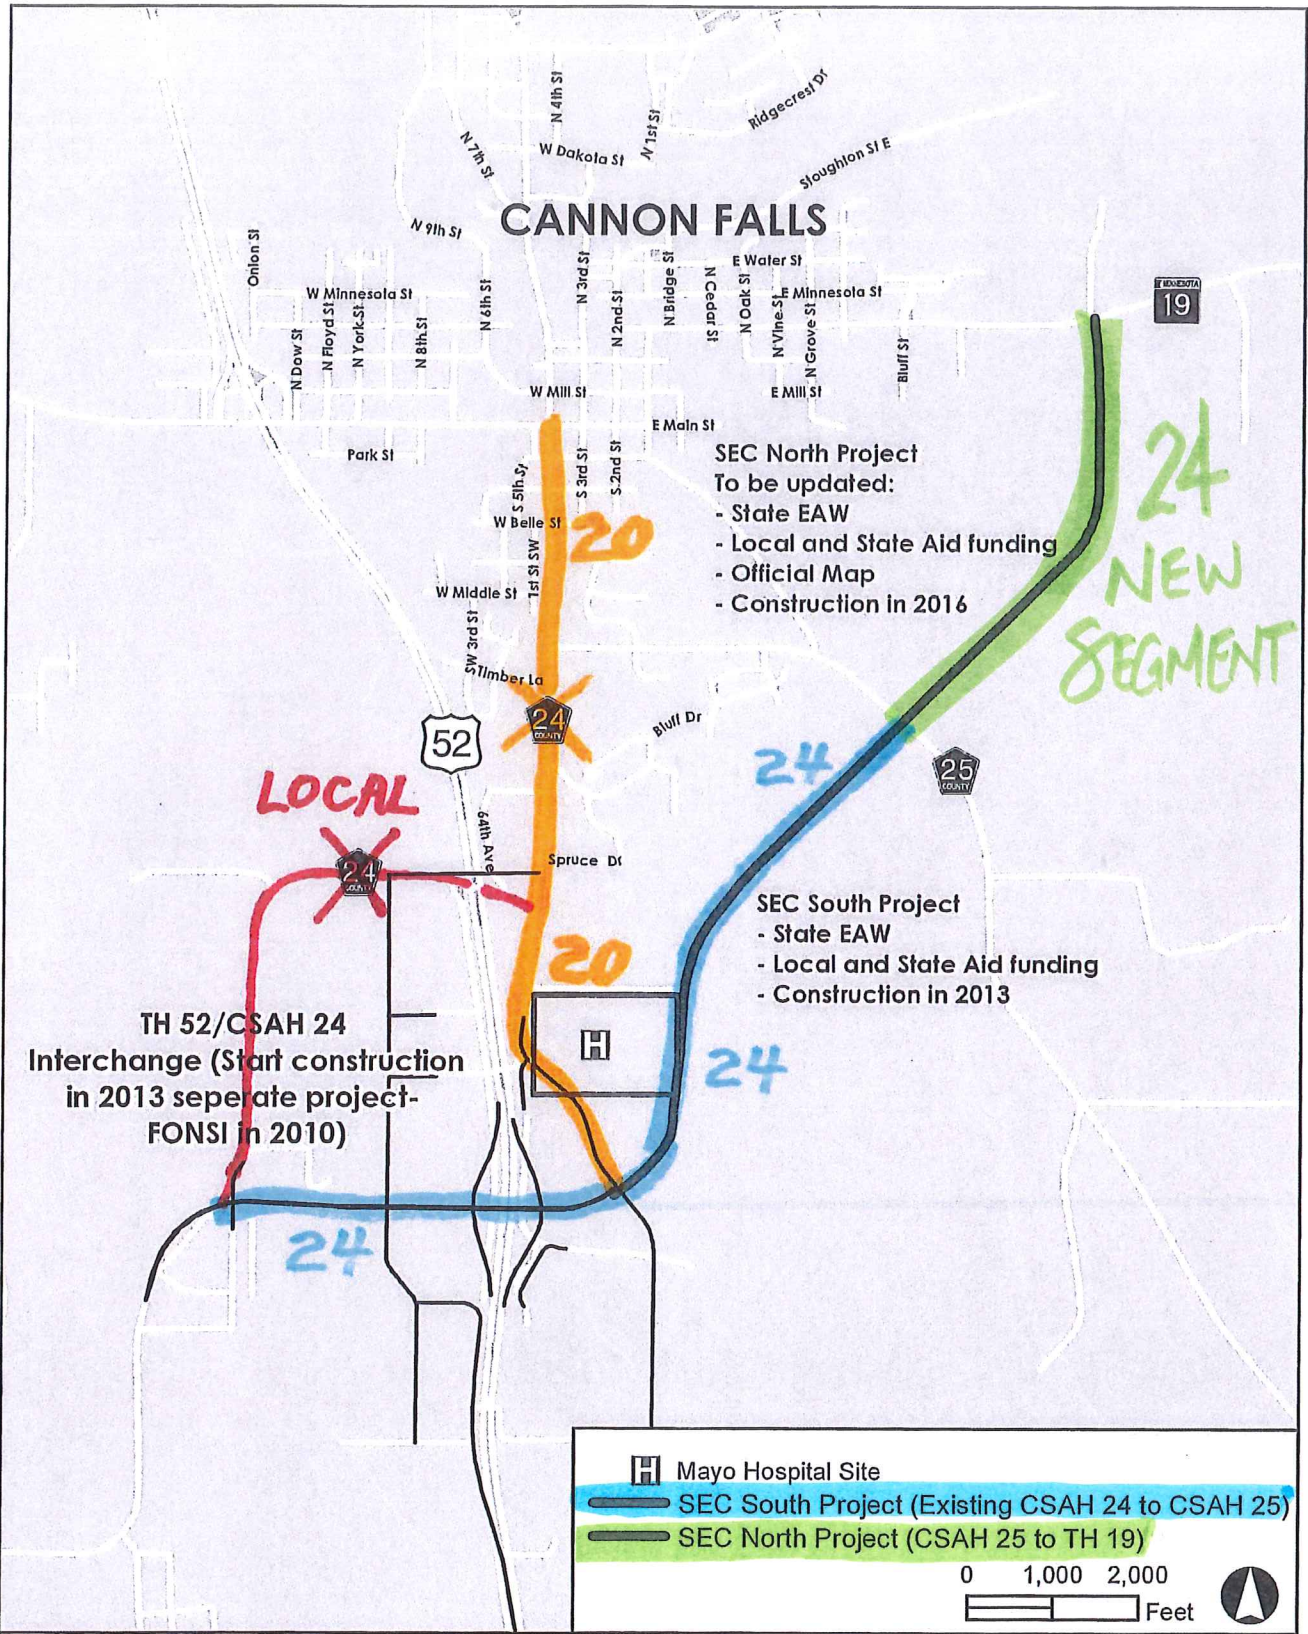 N 4th St
N 1st St
Ridgecrest Dr
N 7th St
W Dakota St
Stoughton St E
CANNON FALLS
N 9th St
Onion St
E Water St
W Minnesota St
E Minnesota St
N 6th St
N 3rd St
N 2nd St
N Bridge St
N Cedar St
N Oak St
N Vine St
N Grove St
Bluff St
N Dow St
N Floyd St
N York St
N 8th St
MINNESOTA
19
W Mill St
E Mill St
E Main St
Park St
S 5th St
S 3rd St
S 2nd St
SEC North Project
To be updated:
- State EAW
- Local and State Aid funding
- Official Map
- Construction in 2016
24
NEW
SEGMENT
W Belle St
20
1st St SW
W Middle St
SW 3rd St
Timber La
24
COUNTY
Bluff Dr
52
24
25
COUNTY
LOCAL
24
COUNTY
64th Ave
Spruce Dr
SEC South Project
- State EAW
- Local and State Aid funding
- Construction in 2013
20
H
24
TH 52/CSAH 24
Interchange (Start construction
in 2013 seperate project-
FONSI in 2010)
24
H Mayo Hospital Site
SEC South Project (Existing CSAH 24 to CSAH 25)
SEC North Project (CSAH 25 to TH 19)
0 1,000 2,000
Feet